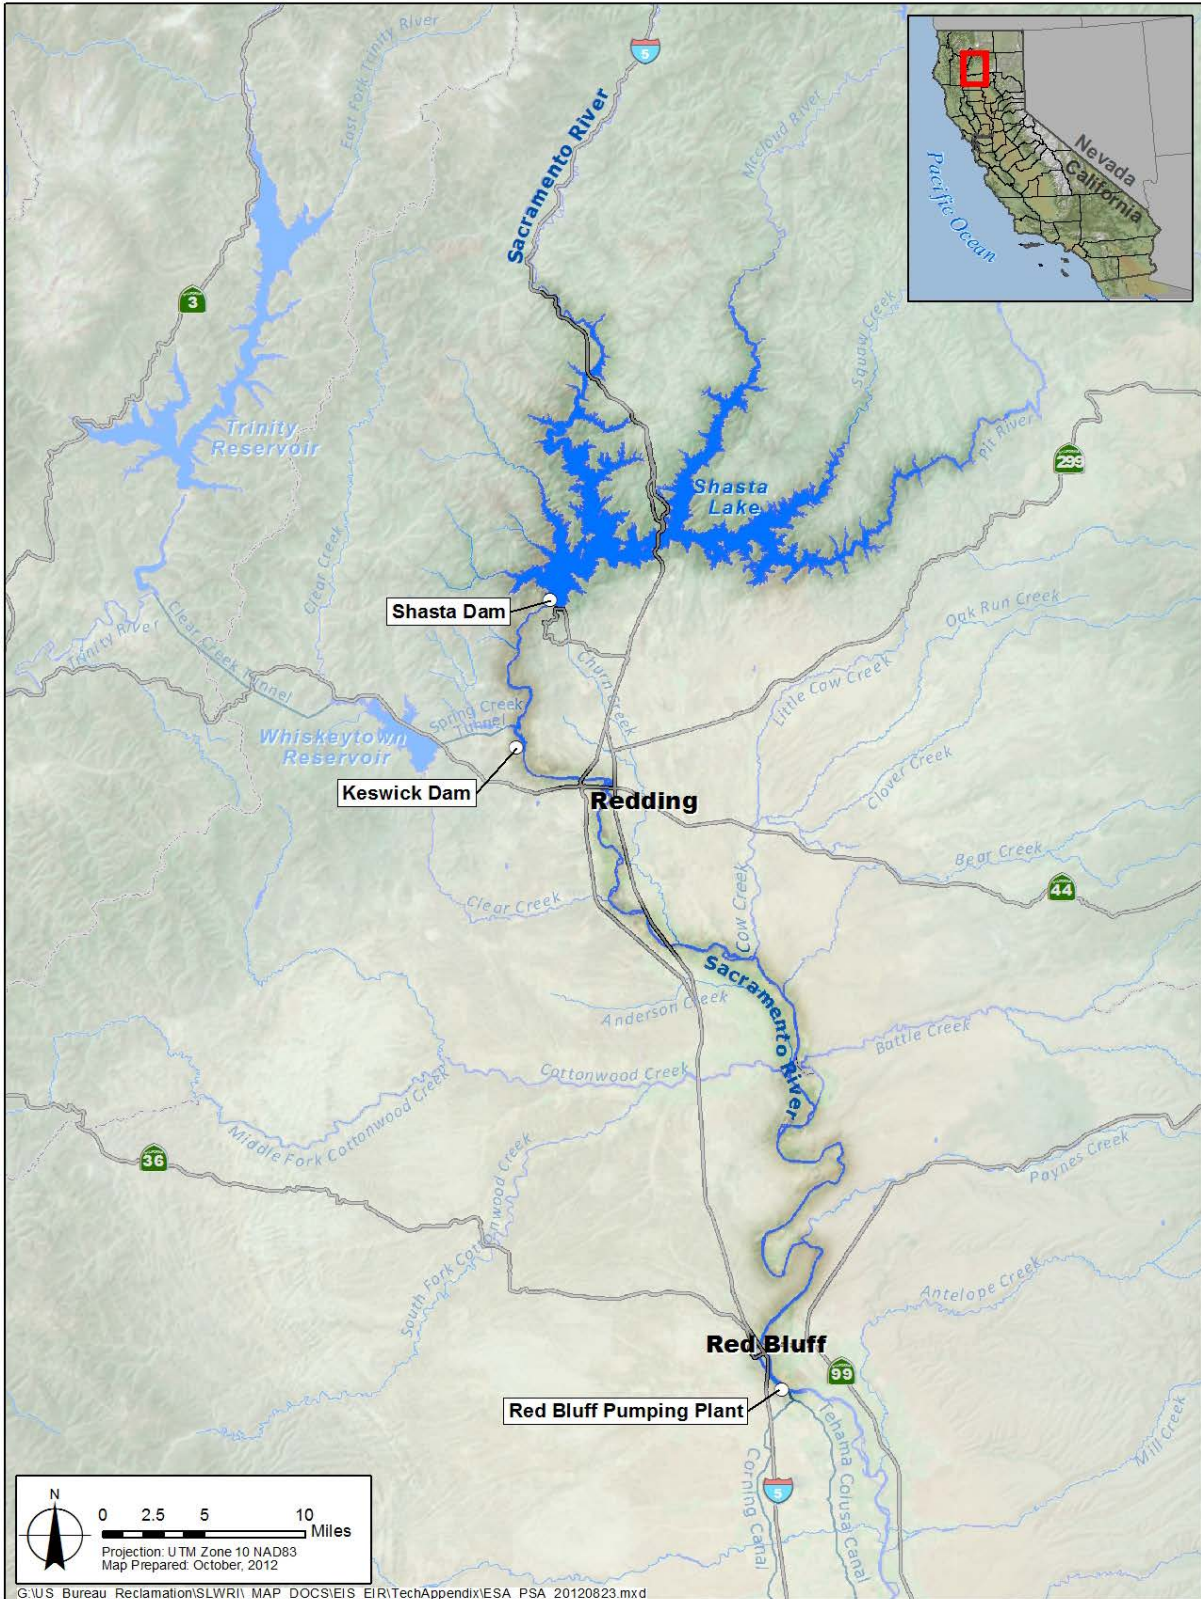 East Fork Trinity River
5
Sacramento River
Mccloud River
Nevada
California
Pacific Ocean
3
Squaw Creek
Trinity
Reservoir
Pit River
299
Shasta
Lake
Clear Creek
Shasta Dam
Oak Run Creek
Trinity River
Clear Creek Tunnel
Churn Creek
Little Cow Creek
Spring Creek
Tunnel
Whiskeytown
Reservoir
Keswick Dam
Clover Creek
Redding
Bear Creek
44
Clear Creek
Cow Creek
Sacramento River
Anderson Creek
Battle Creek
Cottonwood Creek
Middle Fork Cottonwood Creek
36
Paynes Creek
South Fork Cottonwood Creek
Antelope Creek
Red Bluff
99
Red Bluff Pumping Plant
Tehama Colusa Canal
Mill Creek
Corning Canal
5
N
0 2.5 5 10
Miles
Projection: UTM Zone 10 NAD83
Map Prepared: October, 2012
G:\US_Bureau_Reclamation\SLWRI\_MAP_DOCS\EIS_EIR\TechAppendix\ESA_PSA_20120823.mxd